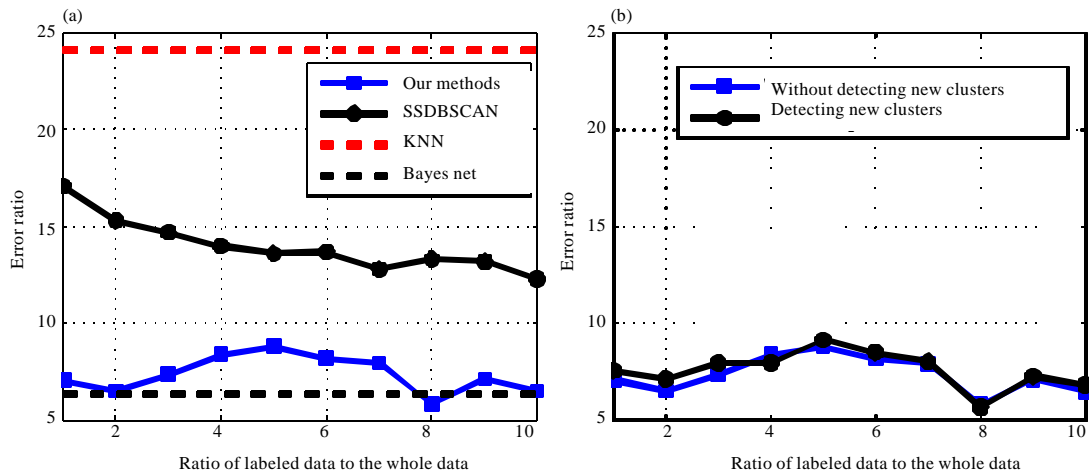 (a)
25
20
15
10
5
Error ratio
2
4
6
8
10
Ratio of labeled data to the whole data
Our methods
SSDBSCAN
KNN
Bayes net
(b)
25
20
15
10
5
Error ratio
2
4
6
8
10
Ratio of labeled data to the whole data
Without detecting new clusters
Detecting new clusters